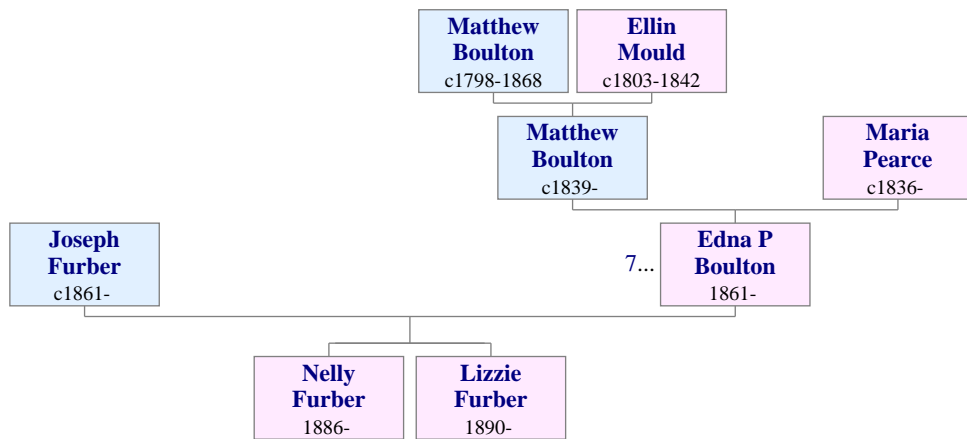 Matthew
Boulton
c1798-1868
Ellin
Mould
c1803-1842
Matthew
Boulton
c1839-
Maria
Pearce
c1836-
Joseph
Furber
c1861-
7...
Edna P
Boulton
1861-
Nelly
Furber
1886-
Lizzie
Furber
1890-